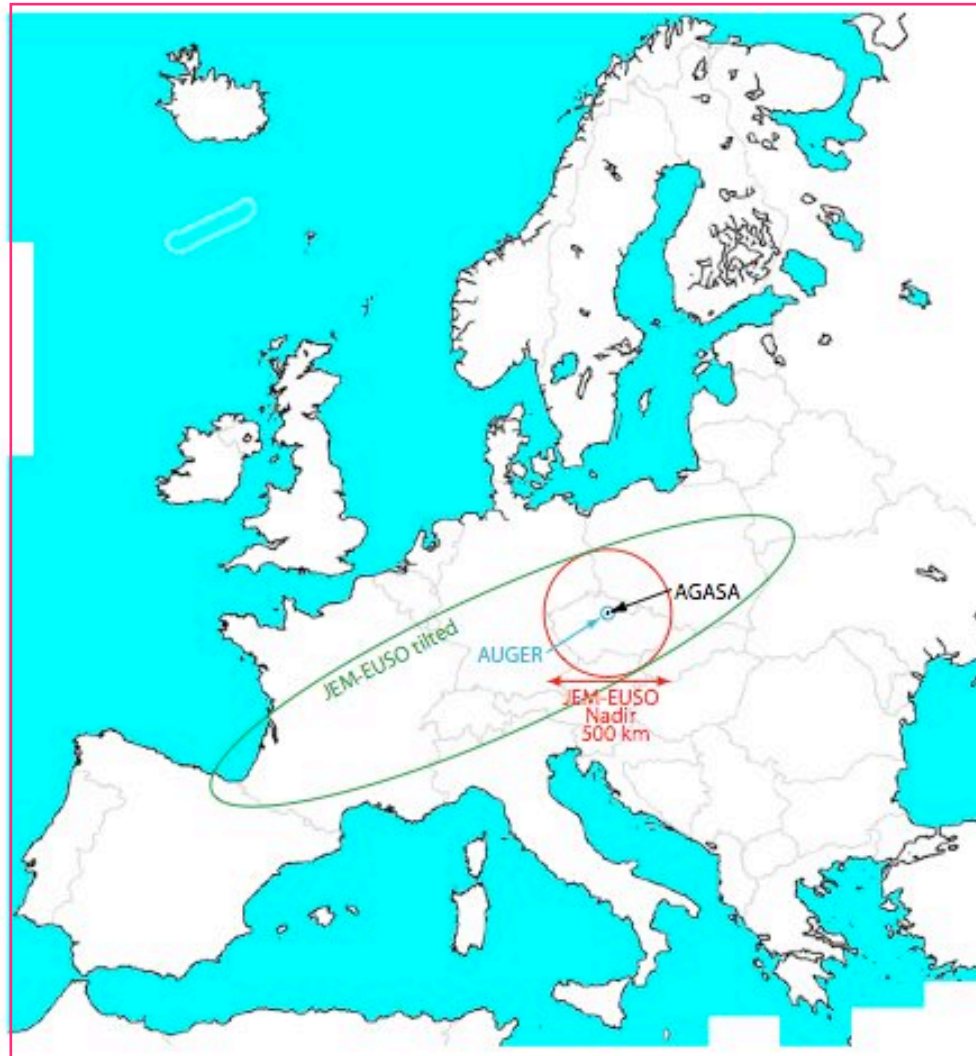 AGASA
AUGER
JEM-EUSO tilted
JEM-EUSO
Nadir
500 km